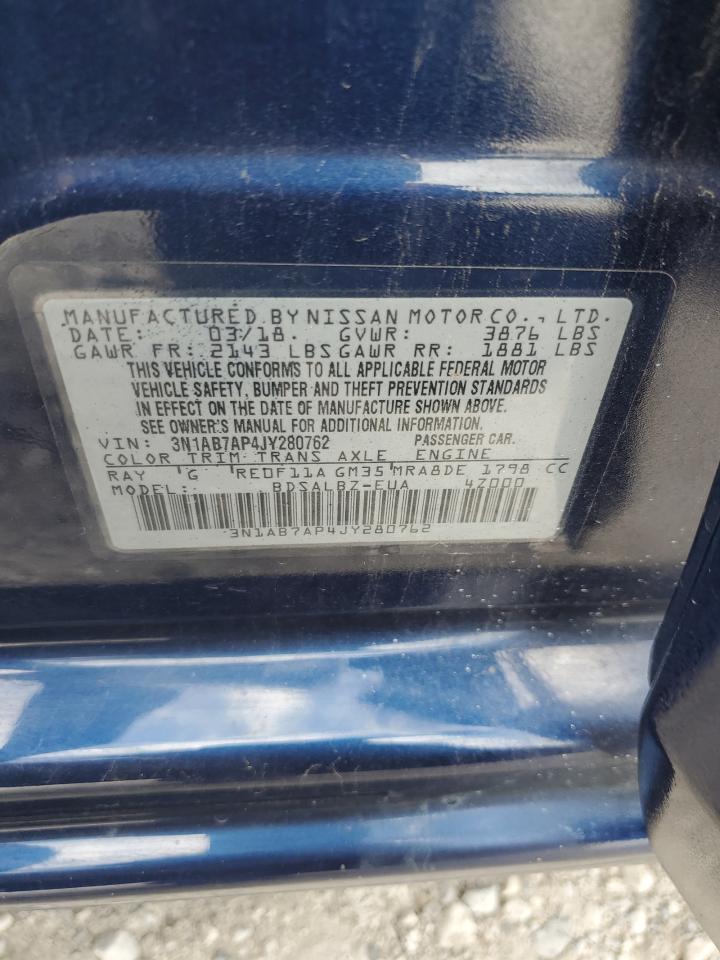 MANUFACTURED BY NISSAN MOTOR CO., LTD.
DATE: 03/18. GVWR: 3876 LBS
GAWR FR: 2143 LBS GAWR RR: 1881 LBS
THIS VEHICLE CONFORMS TO ALL APPLICABLE FEDERAL MOTOR
VEHICLE SAFETY, BUMPER AND THEFT PREVENTION STANDARDS
IN EFFECT ON THE DATE OF MANUFACTURE SHOWN ABOVE.
SEE OWNER'S MANUAL FOR ADDITIONAL INFORMATION.
VIN: 3N1AB7AP4JY280762 PASSENGER CAR.
COLOR TRIM TRANS AXLE ENGINE
RAY 'G RE0F11A GM35 MRA8DE 1798 CC
MODEL: BDSALBZ-EUA 4Z000
3N1AB7AP4JY280762